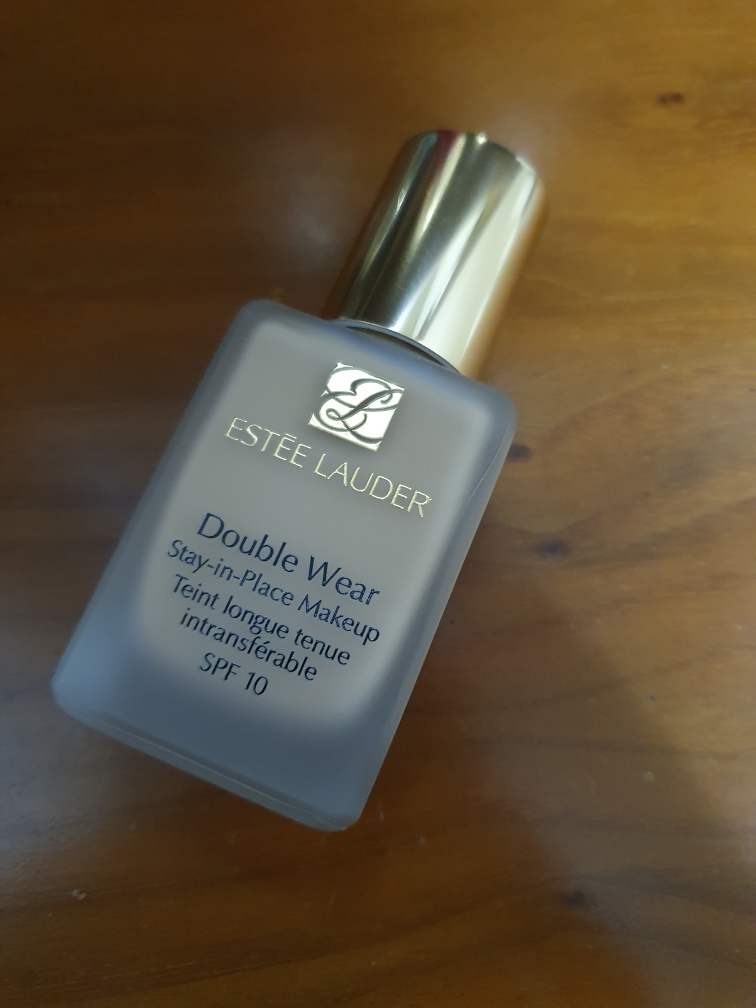 ESTĒE LAUDER
Double Wear
Stay-in-Place Makeup
Teint longue tenue
intransférable
SPF 10